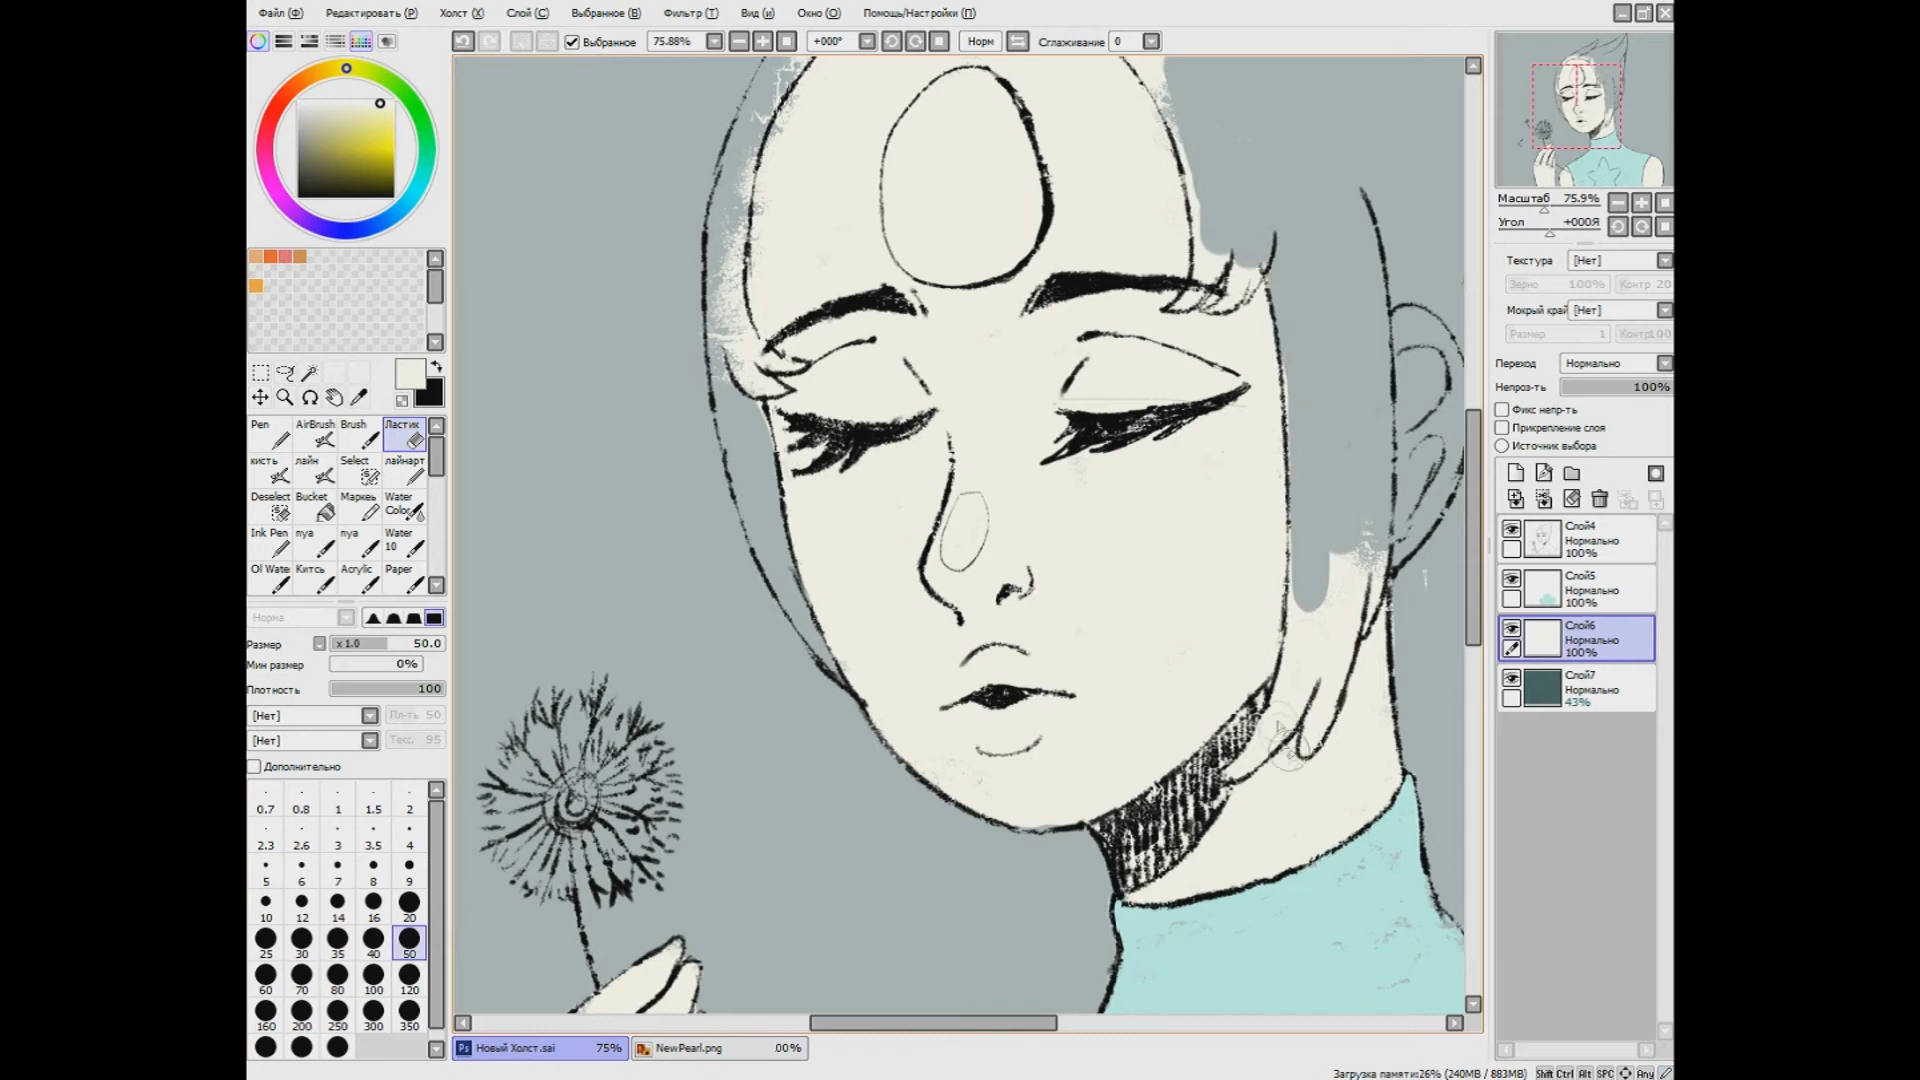 Файл (Ф) Редактировать (Р) Холст (Х) Слой (С) Выбранное (В) Фильтр (Т) Вид (и) Окно (О) Помощь/Настройки (П)
Выбранное 75.88% +000° Норм Сглаживание 0
Масштаб 75.9%
Угол +000Я
Текстура [Нет]
Зерно 100% Контр 20
Мокрый край [Нет]
Размер 1 Контр100
Переход Нормально
Непроз-ть 100%
Фикс непр-ть
Прикрепление слоя
Источник выбора
Pen AirBrush Brush Ластик
кисть лайн Select лайнарт
Deselect Bucket Маркеь Water Color
Ink Pen nya nya Water 10
Ol Wate Китсь Acrylic Paper
Норма
Размер x 1.0 50.0
Мин размер 0%
Плотность 100
[Нет] Пл-ть 50
[Нет] Текс. 95
Дополнительно
0.7 0.8 1 1.5 2
2.3 2.6 3 3.5 4
5 6 7 8 9
10 12 14 16 20
25 30 35 40 50
60 70 80 100 120
160 200 250 300 350
Слой4
Нормально
100%
Слой5
Нормально
100%
Слой6
Нормально
100%
Слой7
Нормально
43%
Новый Холст.sai 75% NewPearl.png 00%
Загрузка памяти:26% (240MB / 883MB) Shift Ctrl Alt SPC Any